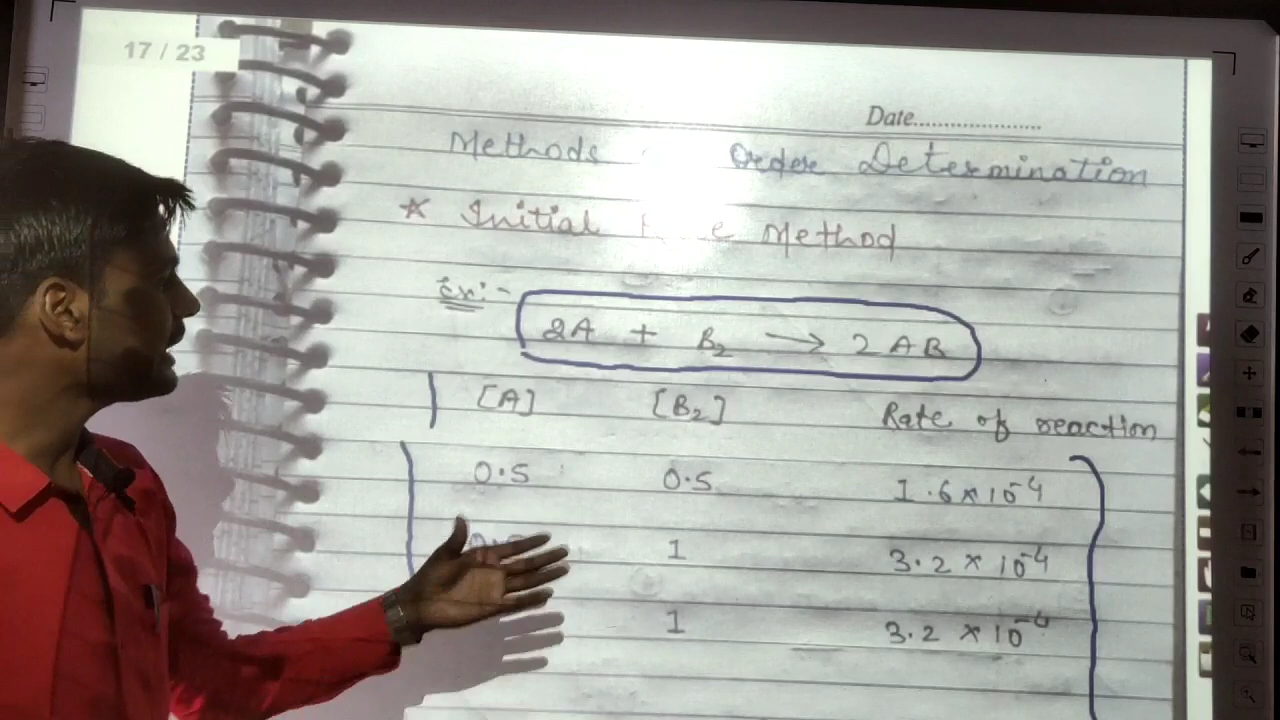 17 / 23
Date....................
Methods Order Determination
* Initial Method
Ex:-
2A + B₂ → 2AB
[A] [B₂] Rate of reaction
0.5 0.5 1.6×10⁻⁴
1 3.2 × 10⁻⁴
1 3.2 × 10⁻⁴